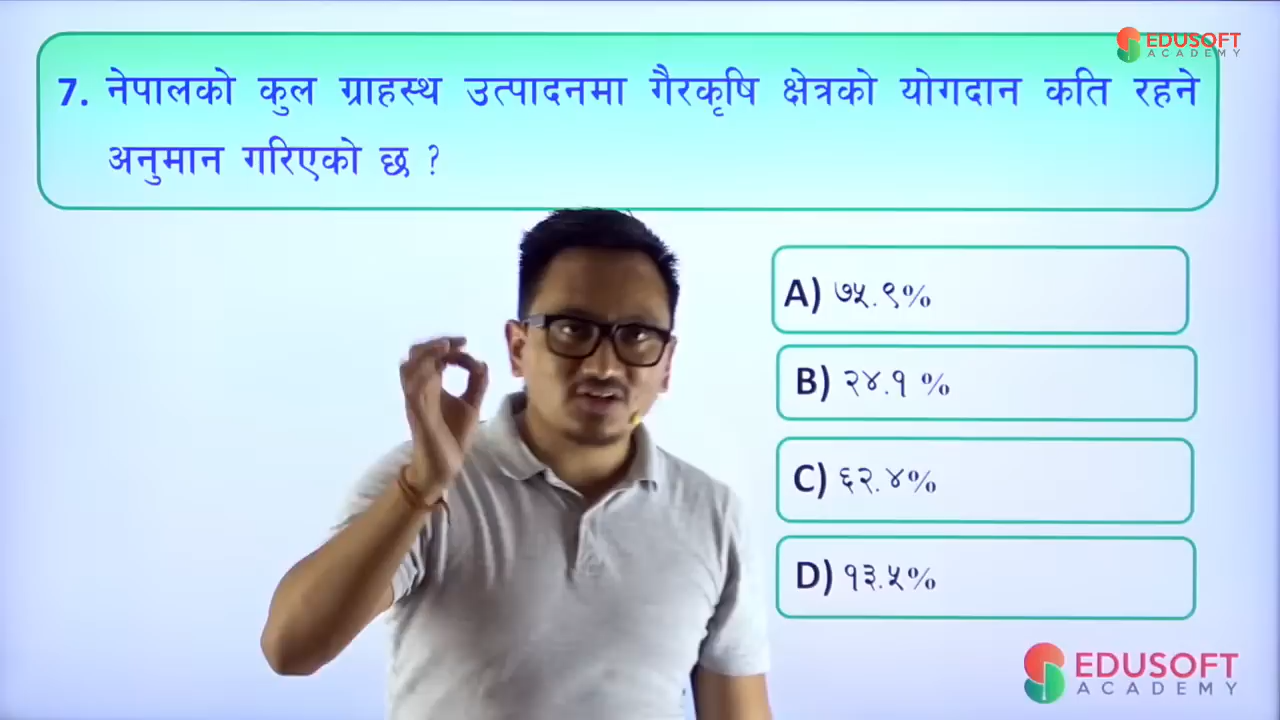 EDUSOFT
ACADEMY
7. नेपालको कुल ग्राहस्थ उत्पादनमा गैरकृषि क्षेत्रको योगदान कति रहने
अनुमान गरिएको छ ?
A) ७५.९%
B) २४.१ %
C) ६२.४%
D) १३.५%
EDUSOFT
ACADEMY